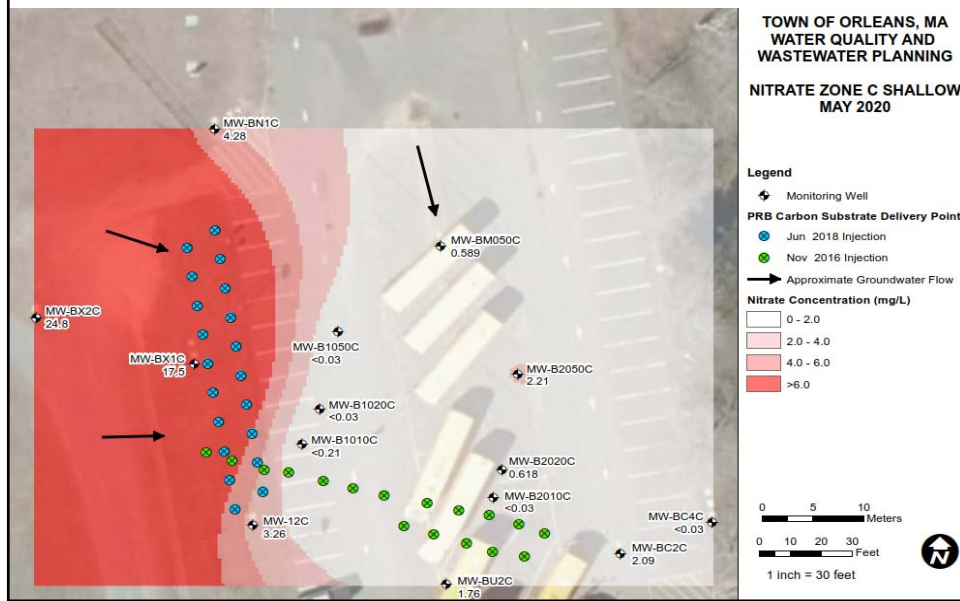 TOWN OF ORLEANS, MA
WATER QUALITY AND
WASTEWATER PLANNING
NITRATE ZONE C SHALLOW
MAY 2020
Legend
Monitoring Well
PRB Carbon Substrate Delivery Point
Jun 2018 Injection
Nov 2016 Injection
Approximate Groundwater Flow
Nitrate Concentration (mg/L)
0 - 2.0
2.0 - 4.0
4.0 - 6.0
>6.0
0 5 10
Meters
0 10 20 30
Feet
1 inch = 30 feet
N
MW-BN1C
4.28
MW-BM050C
0.589
MW-BX2C
24.8
MW-B1050C
<0.03
MW-BX1C
17.5
MW-B2050C
2.21
MW-B1020C
<0.03
MW-B1010C
<0.21
MW-B2020C
0.618
MW-B2010C
<0.03
MW-BC4C
<0.03
MW-12C
3.26
MW-BC2C
2.09
MW-BU2C
1.76